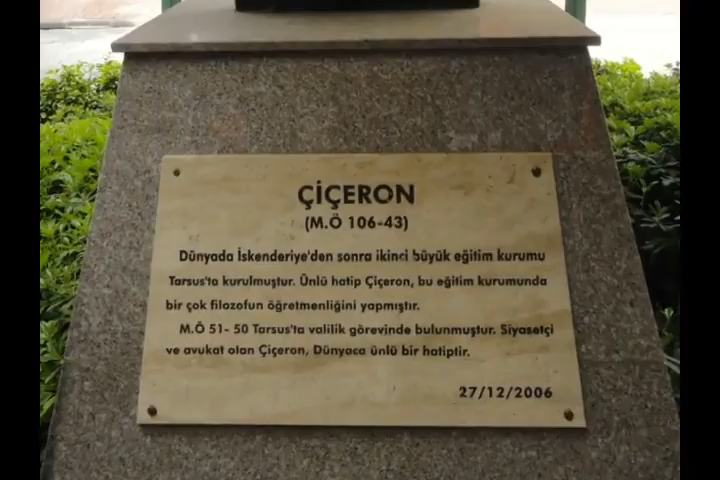 ÇİÇERON
(M.Ö 106-43)
Dünyada İskenderiye'den sonra ikinci büyük eğitim kurumu
Tarsus'ta kurulmuştur. Ünlü hatip Çiçeron, bu eğitim kurumunda
bir çok filozofun öğretmenliğini yapmıştır.
M.Ö 51- 50 Tarsus'ta valilik görevinde bulunmuştur. Siyasetçi
ve avukat olan Çiçeron, Dünyaca ünlü bir hatiptir.
27/12/2006